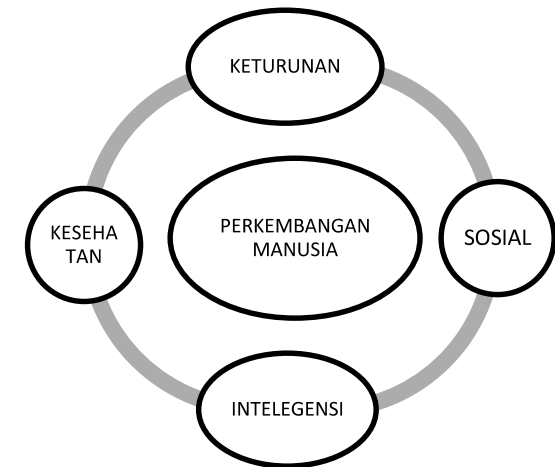 KETURUNAN
KESEHA
TAN
PERKEMBANGAN
MANUSIA
SOSIAL
INTELEGENSI